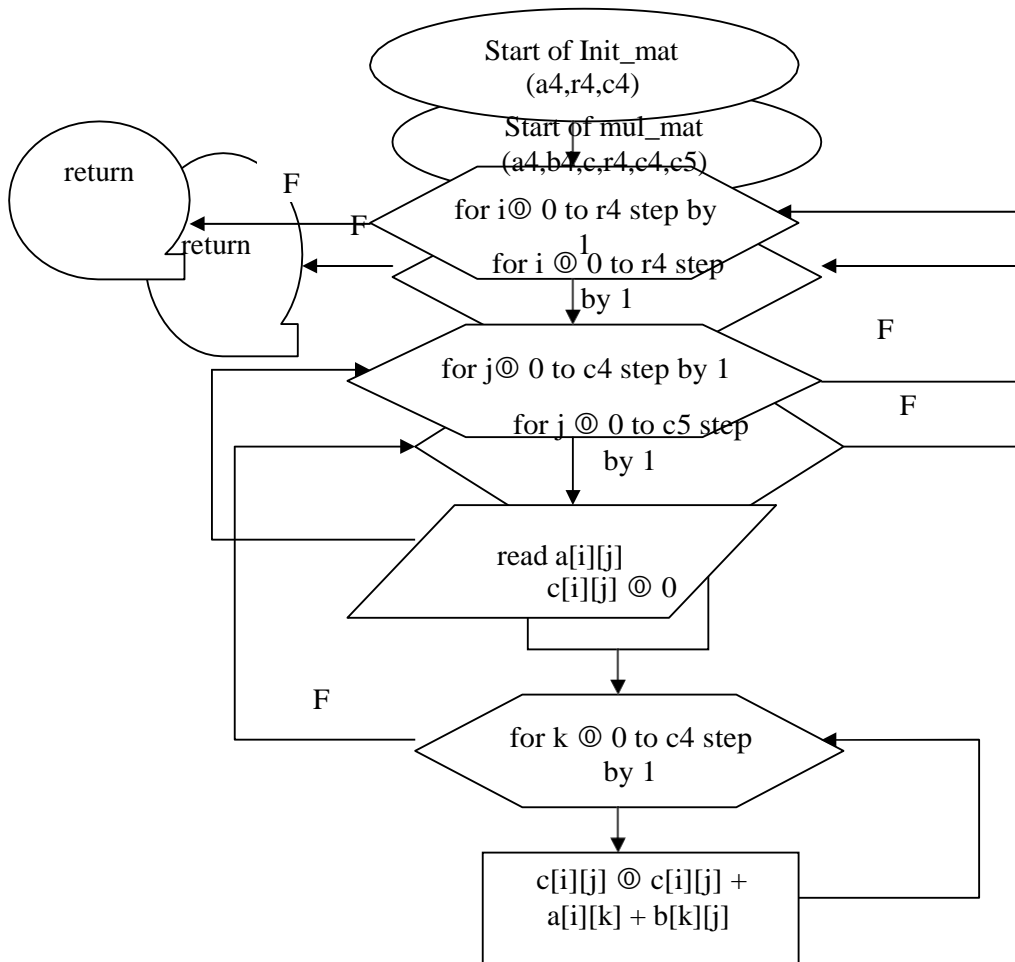 Start of Init_mat
(a4,r4,c4)
Start of mul_mat
(a4,b4,c,r4,c4,c5)
return
F
F
return
for i⓪ 0 to r4 step by
1
for i ⓪ 0 to r4 step
by 1
F
for j⓪ 0 to c4 step by 1
F
for j ⓪ 0 to c5 step
by 1
read a[i][j]
c[i][j] ⓪ 0
F
for k ⓪ 0 to c4 step
by 1
c[i][j] ⓪ c[i][j] +
a[i][k] + b[k][j]